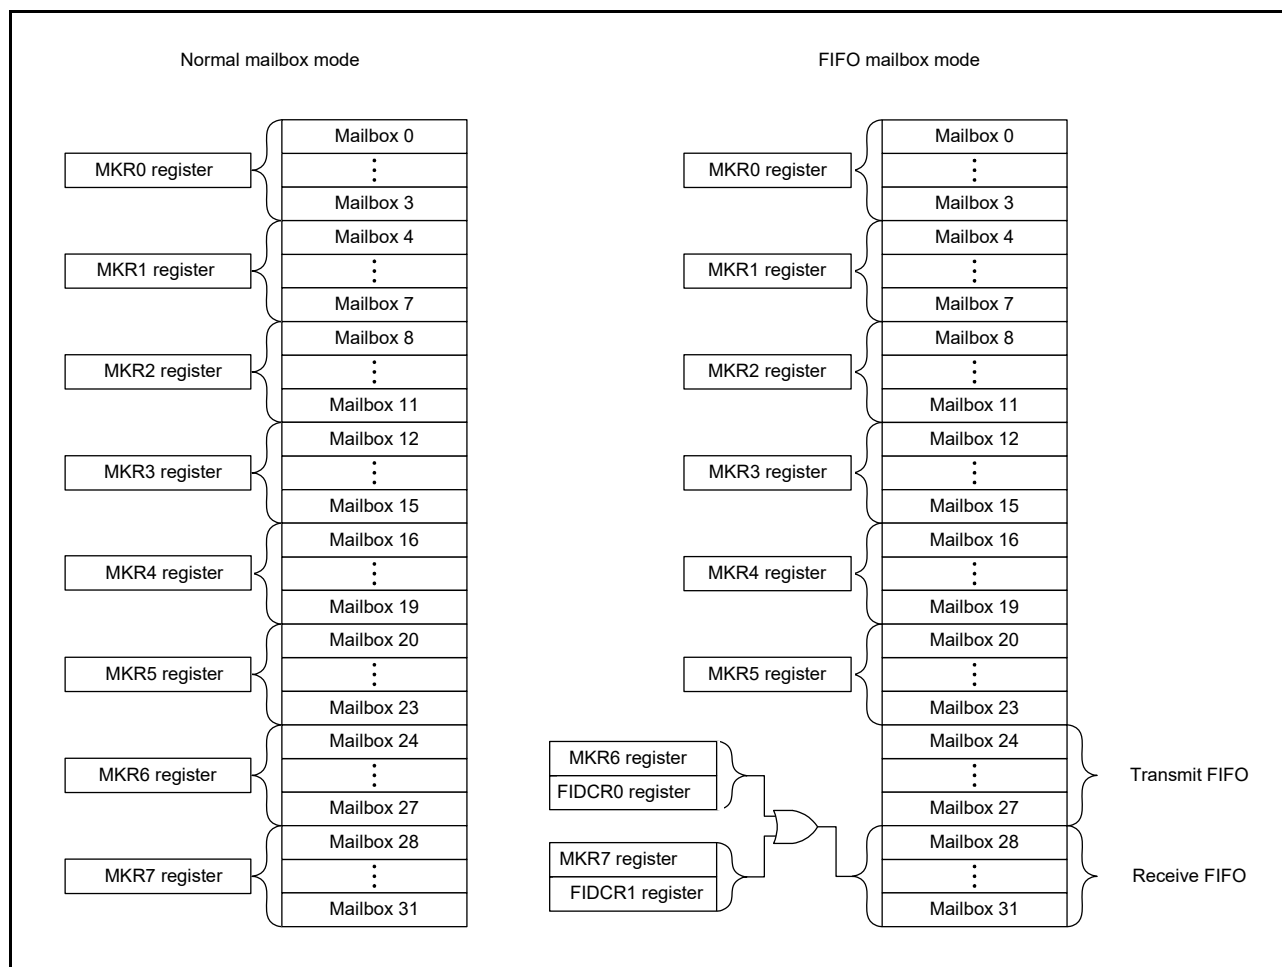 Normal mailbox mode
MKR0 register
MKR1 register
MKR2 register
MKR3 register
MKR4 register
MKR5 register
MKR6 register
MKR7 register
Mailbox 0
Mailbox 3
Mailbox 4
Mailbox 7
Mailbox 8
Mailbox 11
Mailbox 12
Mailbox 15
Mailbox 16
Mailbox 19
Mailbox 20
Mailbox 23
Mailbox 24
Mailbox 27
Mailbox 28
Mailbox 31
FIFO mailbox mode
MKR0 register
MKR1 register
MKR2 register
MKR3 register
MKR4 register
MKR5 register
MKR6 register
FIDCR0 register
MKR7 register
FIDCR1 register
Mailbox 0
Mailbox 3
Mailbox 4
Mailbox 7
Mailbox 8
Mailbox 11
Mailbox 12
Mailbox 15
Mailbox 16
Mailbox 19
Mailbox 20
Mailbox 23
Mailbox 24
Mailbox 27
Mailbox 28
Mailbox 31
Transmit FIFO
Receive FIFO